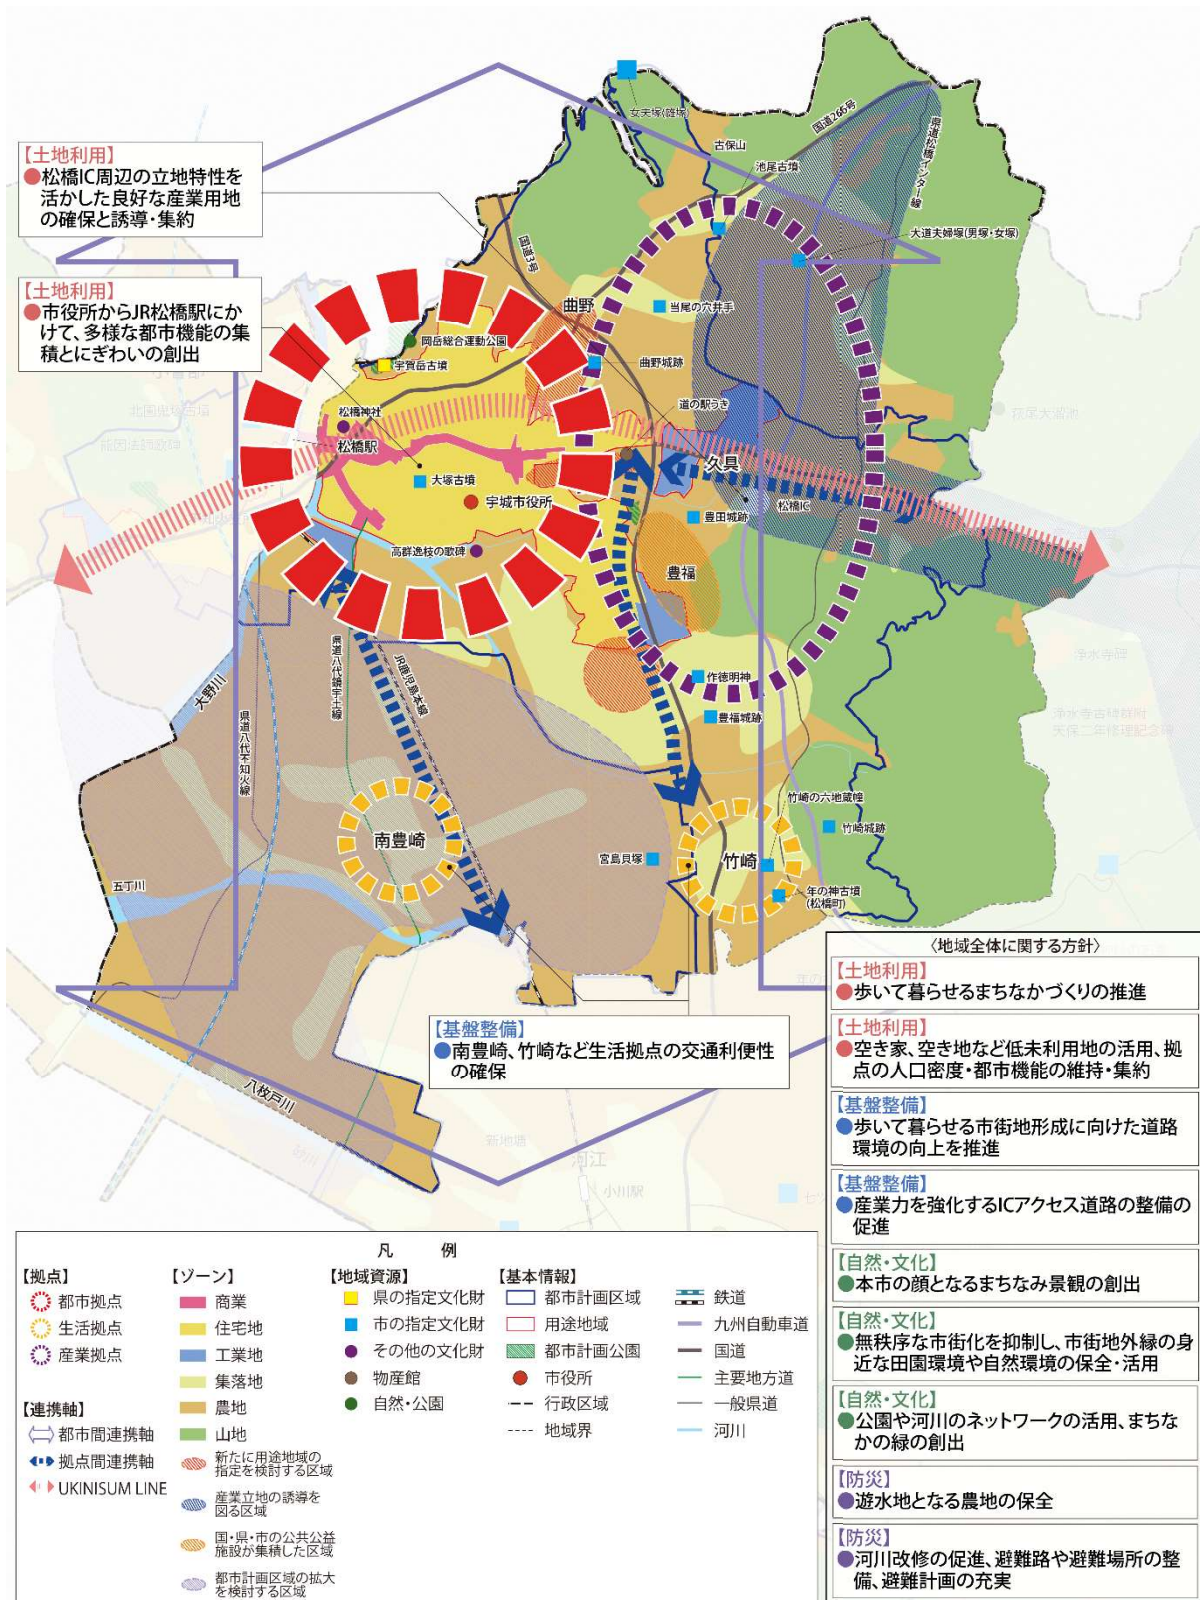 【土地利用】
●松橋IC周辺の立地特性を
活かした良好な産業用地
の確保と誘導・集約
【土地利用】
●市役所からJR松橋駅にか
けて、多様な都市機能の集
積とにぎわいの創出
女夫塚(雄塚)
古保山
国道266号
県道松橋インター線
池尾古墳
大道夫婦塚(男塚・女塚)
国道3号
曲野
当尾の穴井手
岡岳総合運動公園
宇賀岳古墳
曲野城跡
松橋神社
松橋駅
道の駅うき
大塚古墳
久具
宇城市役所
松橋IC
豊田城跡
高群逸枝の歌碑
豊福
作徳明神
豊福城跡
大野川
県道八代不知火線
県道八代鏡宇土線
JR鹿児島本線
南豊崎
五丁川
八枚戸川
宮島貝塚
竹崎
竹崎の六地蔵幢
竹崎城跡
年の神古墳
(松橋町)
萩尾大溜池
浄水寺碑
新地塘
河江
小川駅
【基盤整備】
●南豊崎、竹崎など生活拠点の交通利便性
の確保
〈地域全体に関する方針〉
【土地利用】
●歩いて暮らせるまちなかづくりの推進
【土地利用】
●空き家、空き地など低未利用地の活用、拠
点の人口密度・都市機能の維持・集約
【基盤整備】
●歩いて暮らせる市街地形成に向けた道路
環境の向上を推進
【基盤整備】
●産業力を強化するICアクセス道路の整備の
促進
【自然・文化】
●本市の顔となるまちなみ景観の創出
【自然・文化】
●無秩序な市街化を抑制し、市街地外縁の身
近な田園環境や自然環境の保全・活用
【自然・文化】
●公園や河川のネットワークの活用、まちな
かの緑の創出
【防災】
●遊水地となる農地の保全
【防災】
●河川改修の促進、避難路や避難場所の整
備、避難計画の充実
凡 例
【拠点】
都市拠点
生活拠点
産業拠点
【連携軸】
都市間連携軸
拠点間連携軸
UKINISUM LINE
【ゾーン】
商業
住宅地
工業地
集落地
農地
山地
新たに用途地域の
指定を検討する区域
産業立地の誘導を
図る区域
国・県・市の公共公益
施設が集積した区域
都市計画区域の拡大
を検討する区域
【地域資源】
県の指定文化財
市の指定文化財
その他の文化財
物産館
自然・公園
【基本情報】
都市計画区域
用途地域
都市計画公園
市役所
行政区域
地域界
鉄道
九州自動車道
国道
主要地方道
一般県道
河川